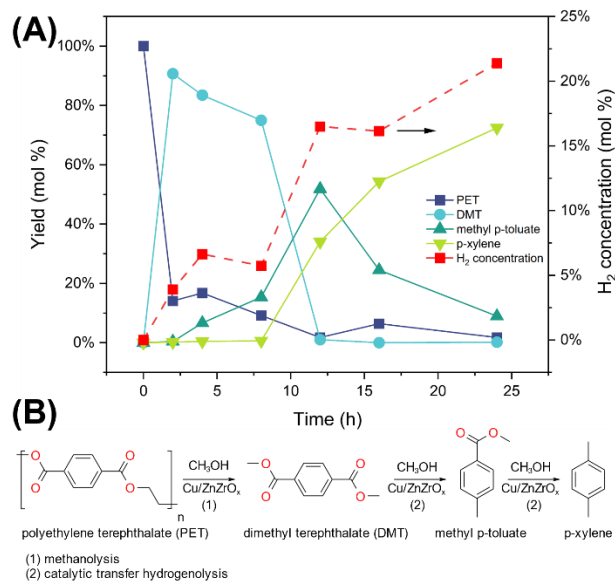 (A)
100%
80%
60%
40%
20%
0%
Yield (mol %)
25%
20%
15%
10%
5%
0%
H2 concentration (mol %)
PET
DMT
methyl p-toluate
p-xylene
H2 concentration
0 5 10 15 20 25
Time (h)
(B)
O
O
O
O
n
CH3OH
Cu/ZnZrOx
(1)
O
O
O
O
CH3OH
Cu/ZnZrOx
(2)
O
O
CH3OH
Cu/ZnZrOx
(2)
polyethylene terephthalate (PET) dimethyl terephthalate (DMT) methyl p-toluate p-xylene
(1) methanolysis
(2) catalytic transfer hydrogenolysis